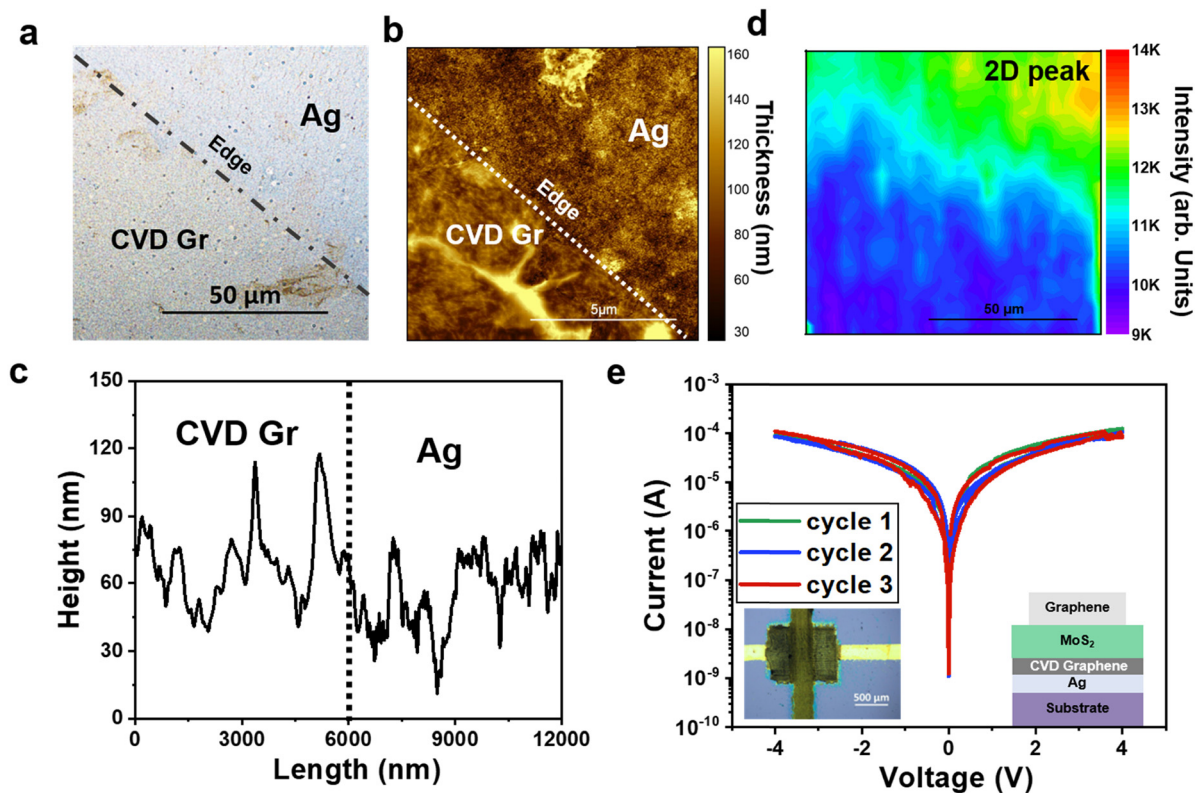 a
Ag
Edge
CVD Gr
50 μm
b
Ag
Edge
CVD Gr
5μm
160
140
120
100
80
60
30
Thickness (nm)
d
2D peak
50 μm
14K
13K
12K
11K
10K
9K
Intensity (arb. Units)
c
CVD Gr
Ag
150
120
90
60
30
0
Height (nm)
0
3000
6000
9000
12000
Length (nm)
e
10⁻³
10⁻⁴
10⁻⁵
10⁻⁶
10⁻⁷
10⁻⁸
10⁻⁹
10⁻¹⁰
Current (A)
cycle 1
cycle 2
cycle 3
500 μm
Graphene
MoS₂
CVD Graphene
Ag
Substrate
-4
-2
0
2
4
Voltage (V)